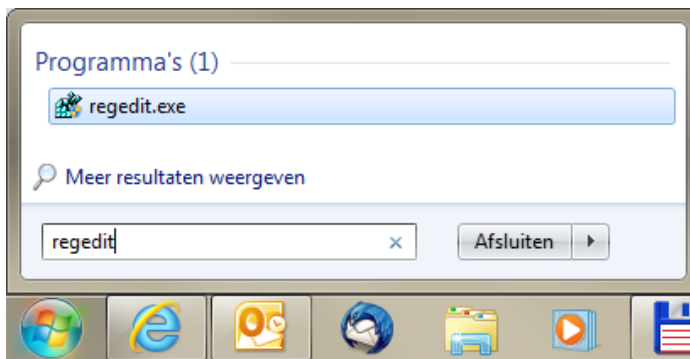 Programma's (1)
regedit.exe
Meer resultaten weergeven
regedit
Afsluiten